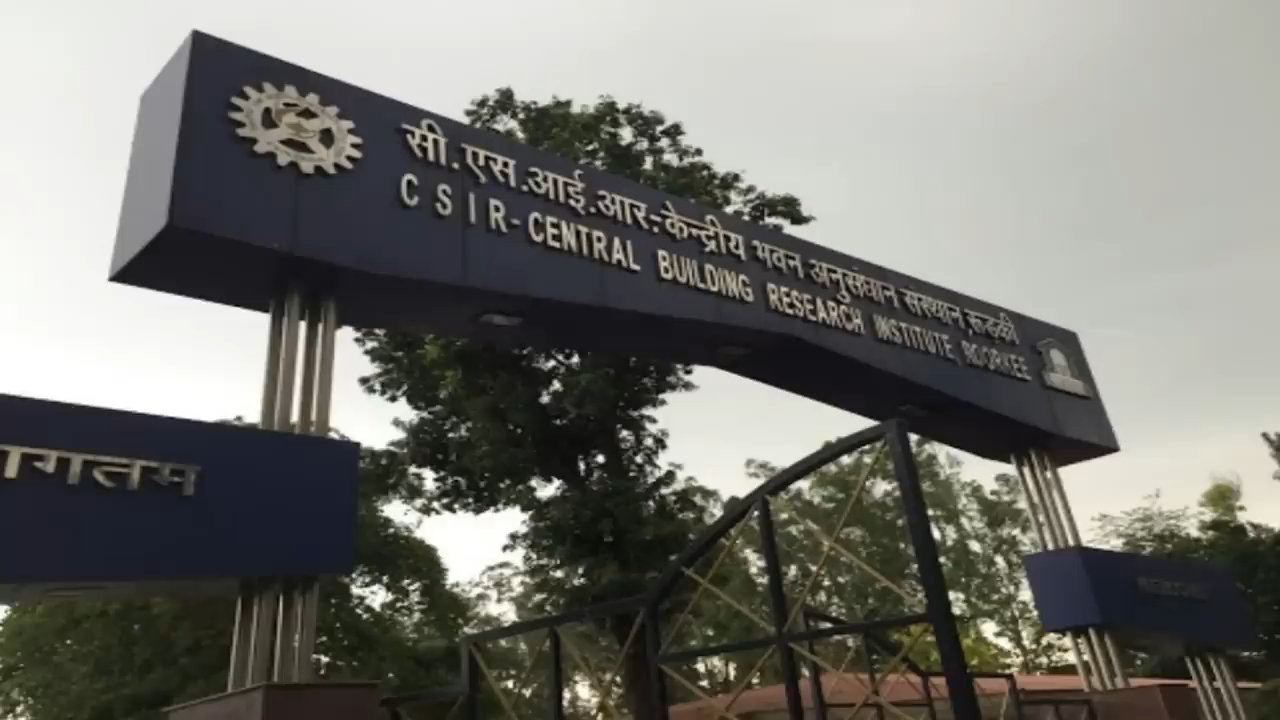 सी.एस.आई.आर-केन्द्रीय भवन अनुसंधान संस्थान,रूड़की
CSIR-CENTRAL BUILDING RESEARCH INSTITUTE, ROORKEE
ागतम